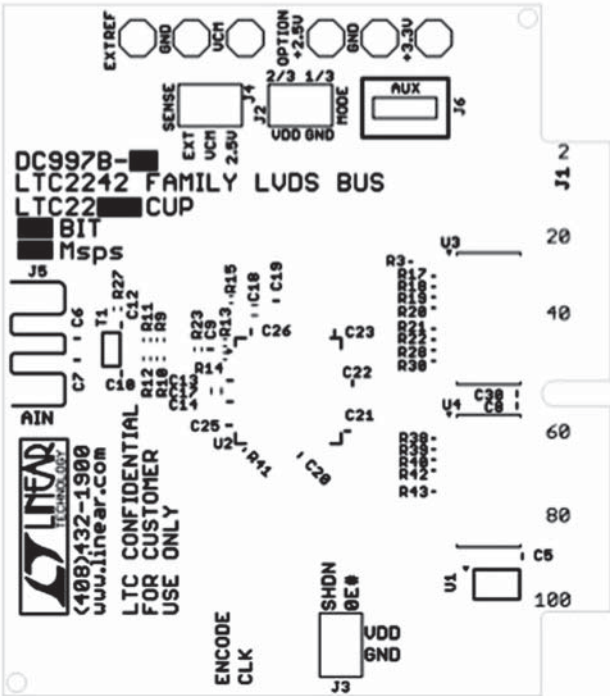 EXTREF
GND
VCM
OPTION
+2.5V
GND
+3.3V
SENSE
J4
EXT
VCM
2.5V
J2
2/3 1/3
MODE
VDD GND
AUX
J6
DC997B-
LTC2242 FAMILY LVDS BUS
LTC22 CUP
BIT
Msps
2
J1
20
40
60
80
100
J5
C6
C7
AIN
R27
C12
T1
C10
R11
R9
R12
R10
R23
C9
R13
R14
C14
R15
C18
C19
C26
C23
C22
C21
C25
U2
R41
C20
R3
R17
R18
R19
R20
R21
R22
R28
R30
U3
C38
C8
U4
R38
R39
R40
R42
R43
C5
U1
LINEAR
TECHNOLOGY
(408)432-1900
www.linear.com
LTC CONFIDENTIAL
FOR CUSTOMER
USE ONLY
ENCODE
CLK
SHDN
OE#
VDD
GND
J3